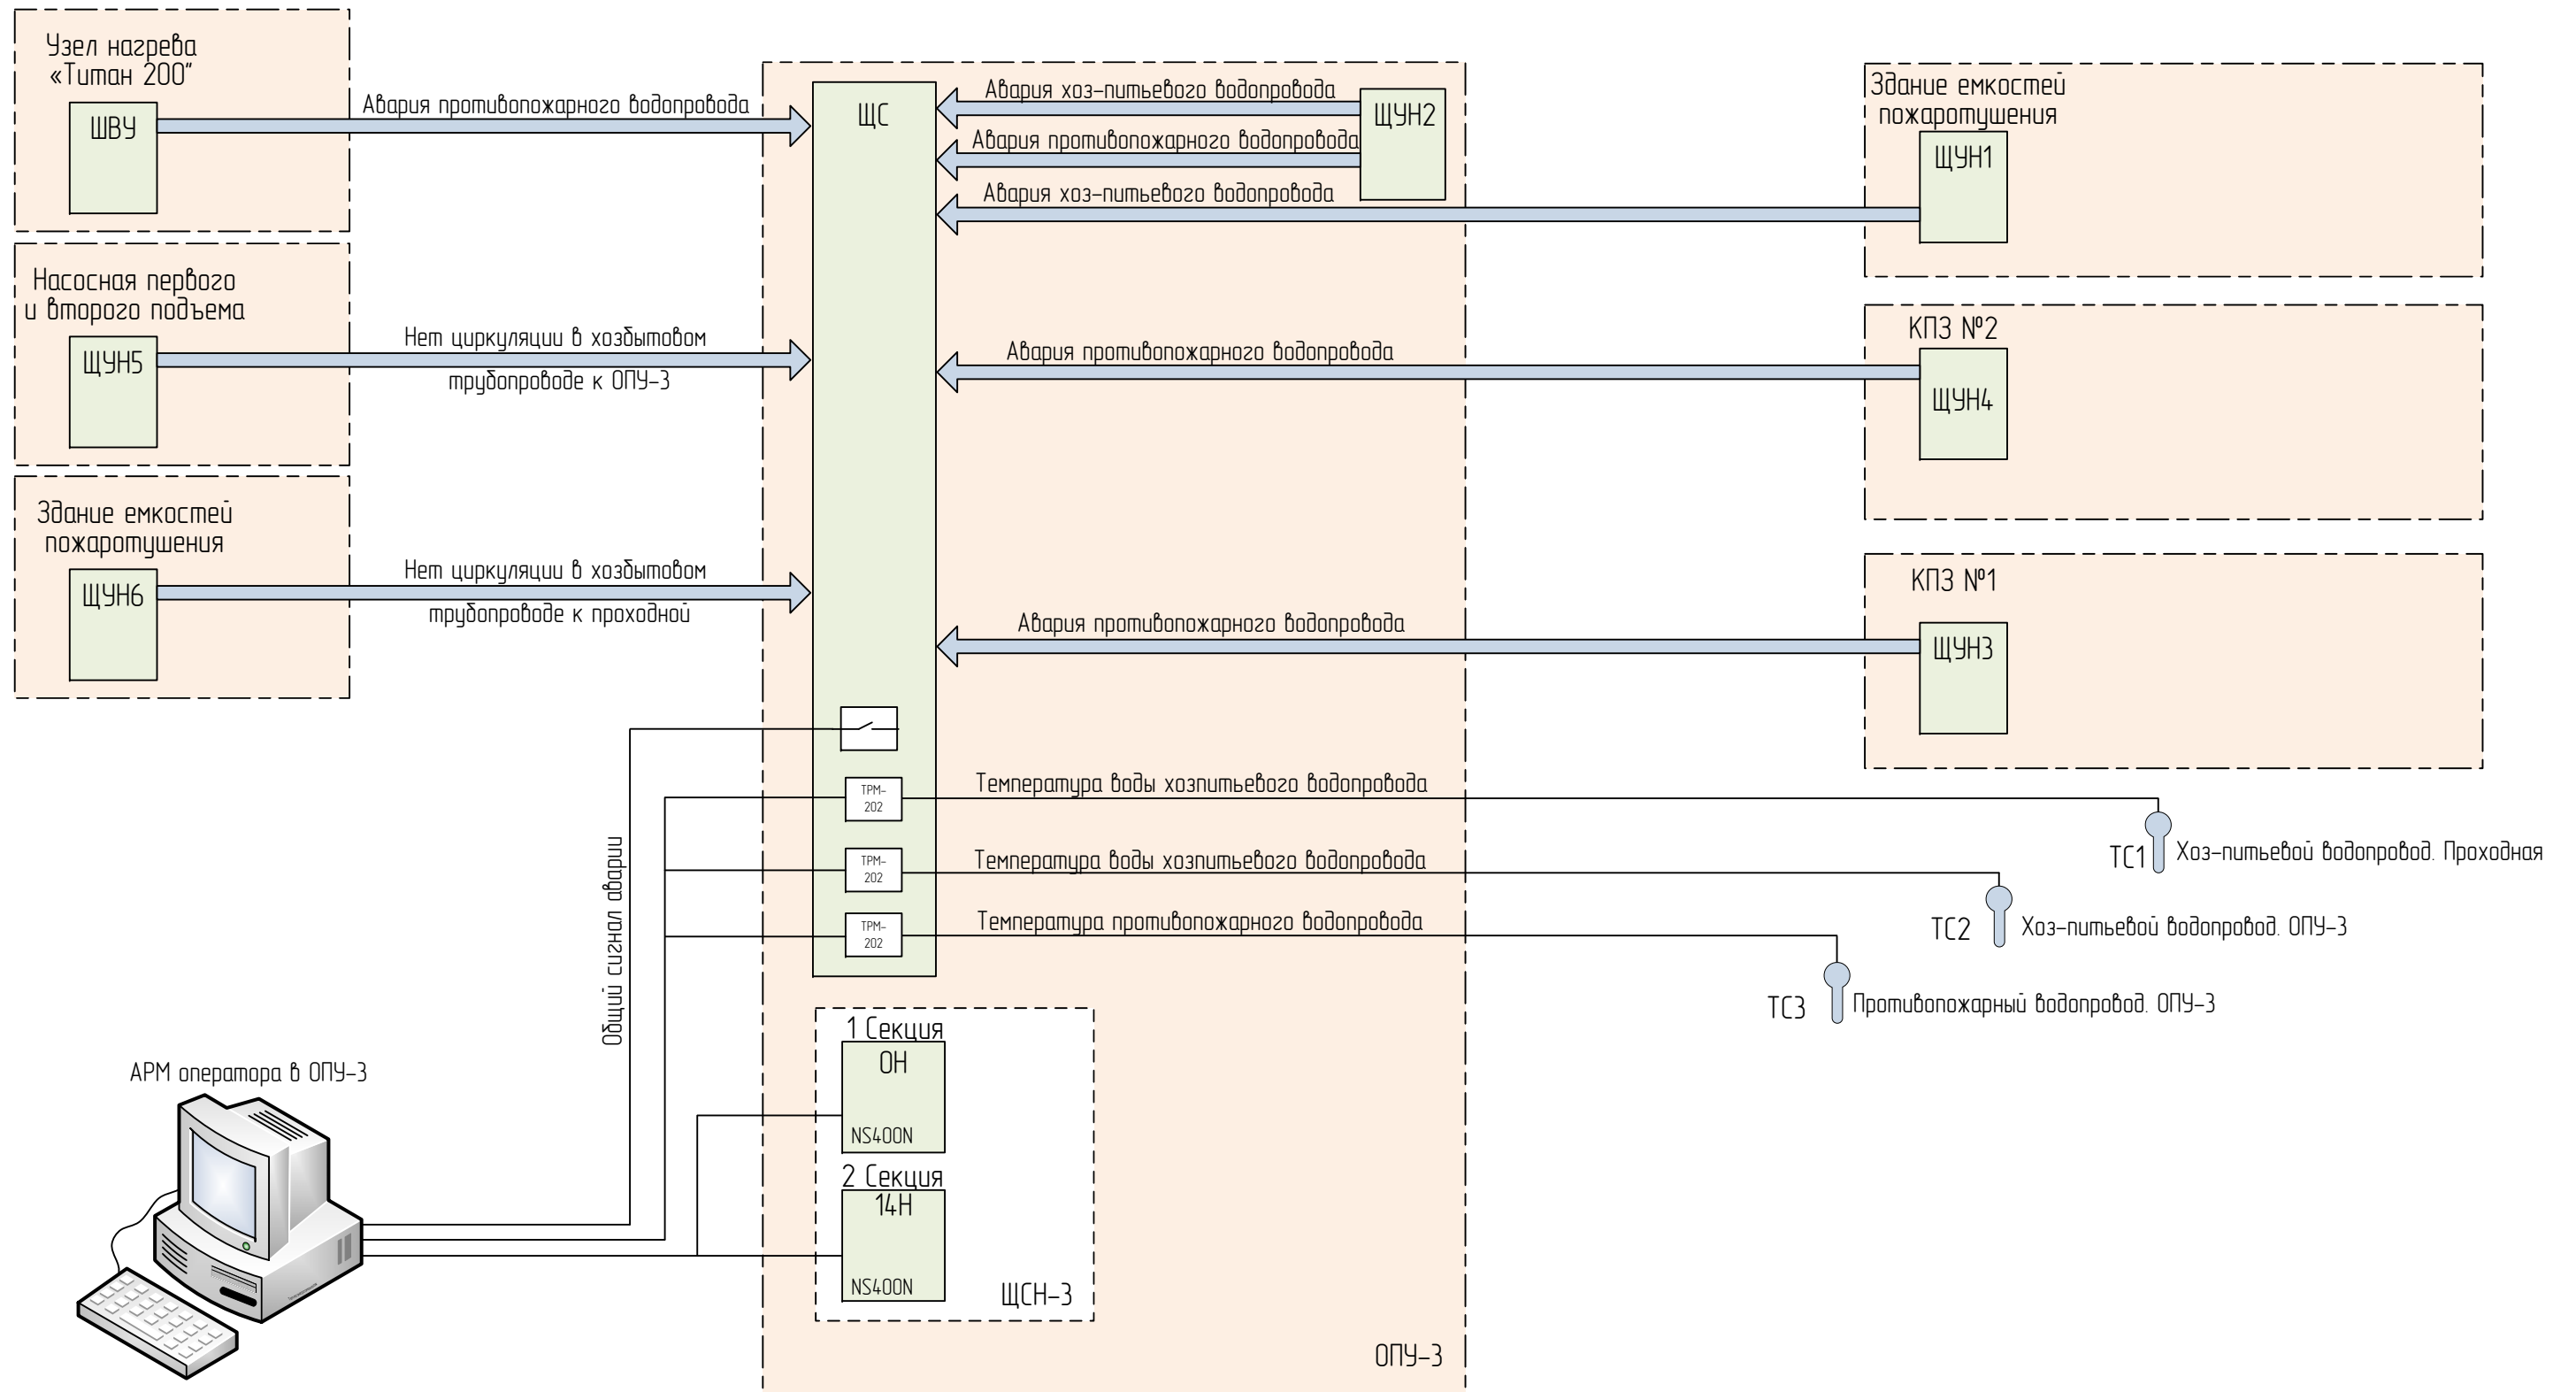 Узел нагрева
«Титан 200"
ШВУ
Авария противопожарного водопровода
Насосная первого
и второго подъема
ЩУН5
Нет циркуляции в хозбытовом
трубопроводе к ОПУ-3
Здание емкостей
пожаротушения
ЩУН6
Нет циркуляции в хозбытовом
трубопроводе к проходной
ЩС
Авария хоз-питьевого водопровода
ЩУН2
Авария противопожарного водопровода
Авария хоз-питьевого водопровода
Здание емкостей
пожаротушения
ЩУН1
КПЗ №2
Авария противопожарного водопровода
ЩУН4
КПЗ №1
Авария противопожарного водопровода
ЩУН3
ТРМ-
202
Температура воды хозпитьевого водопровода
ТС1
Хоз-питьевой водопровод. Проходная
ТРМ-
202
Температура воды хозпитьевого водопровода
ТС2
Хоз-питьевой водопровод. ОПУ-3
ТРМ-
202
Температура противопожарного водопровода
ТС3
Противопожарный водопровод. ОПУ-3
Общий сигнал аварии
АРМ оператора в ОПУ-3
1 Секция
0Н
NS400N
2 Секция
14Н
NS400N
ЩСН-3
ОПУ-3